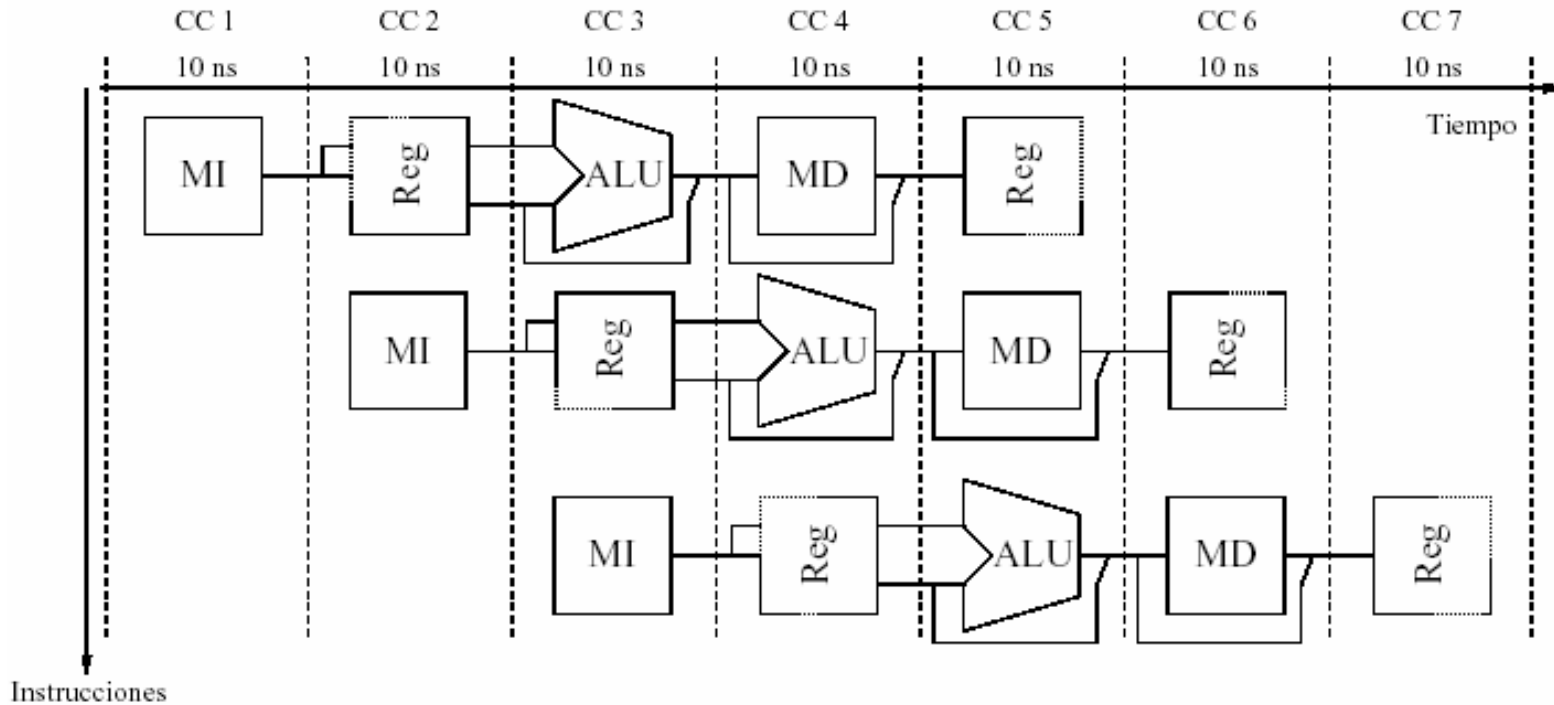 CC 1 CC 2 CC 3 CC 4 CC 5 CC 6 CC 7
10 ns 10 ns 10 ns 10 ns 10 ns 10 ns 10 ns
Tiempo
MI Reg ALU MD Reg
MI Reg ALU MD Reg
MI Reg ALU MD Reg
Instrucciones